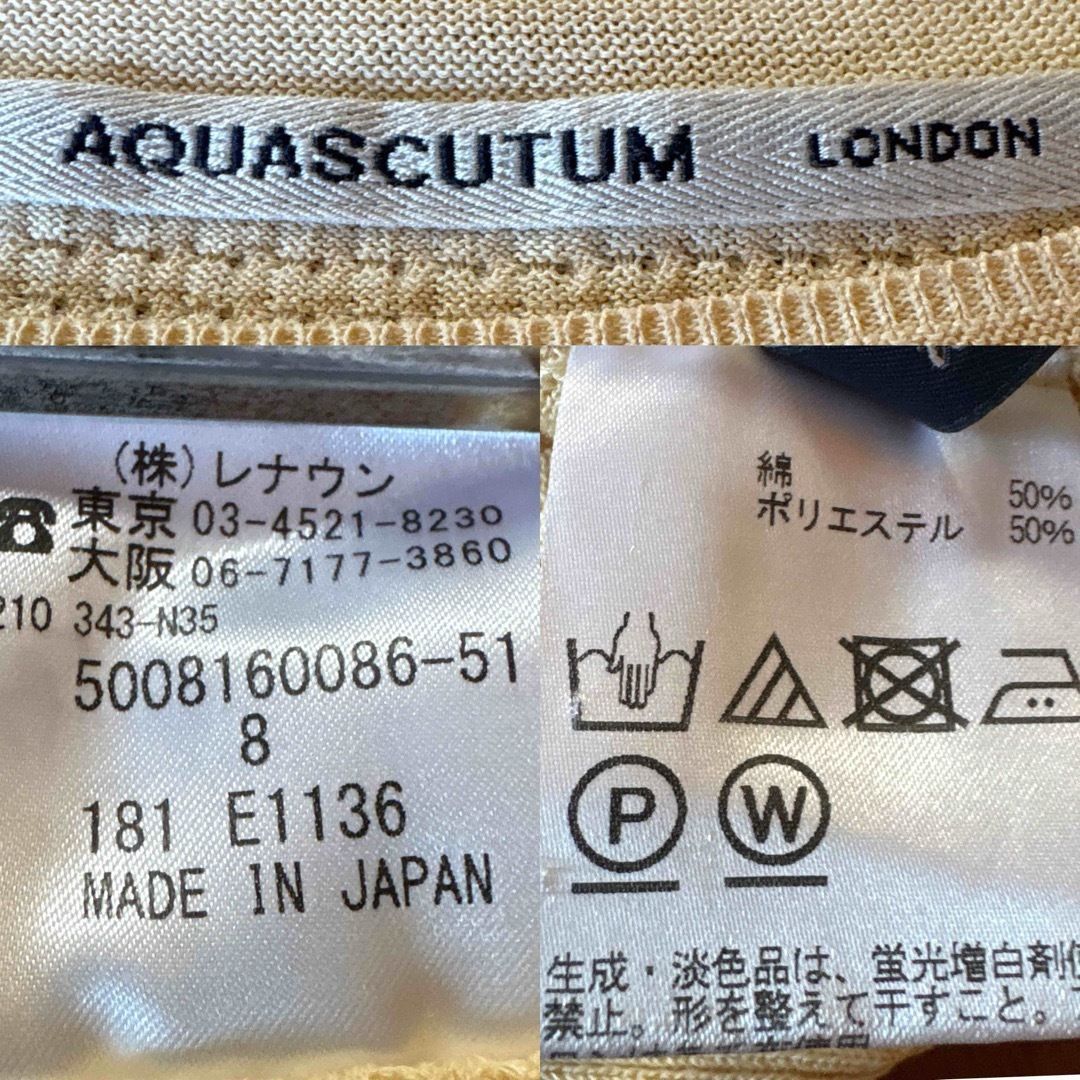 AQUASCUTUM LONDON
(株)レナウン
東京 03-4521-8230
大阪 06-7177-3860
210 343-N35
5008160086-51
8
181 E1136
MADE IN JAPAN
綿 50%
ポリエステル 50%
P W
生成・淡色品は、蛍光増白剤使
禁止。形を整えて干すこと。